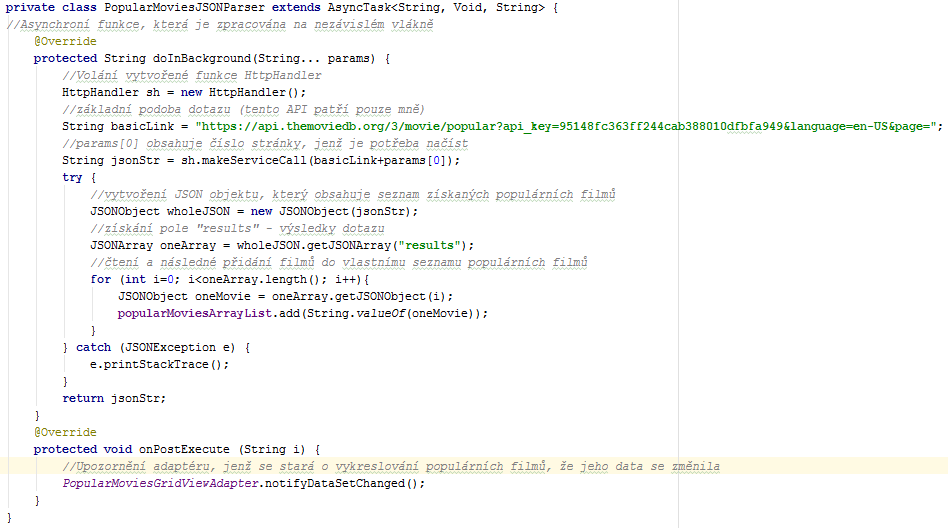 private class PopularMoviesJSONParser extends AsyncTask<String, Void, String> {
//Asynchroní funkce, která je zpracována na nezávislém vlákně
@Override
protected String doInBackground(String... params) {
//Volání vytvořené funkce HttpHandler
HttpHandler sh = new HttpHandler();
//základní podoba dotazu (tento API patří pouze mně)
String basicLink = "https://api.themoviedb.org/3/movie/popular?api_key=95148fc363ff244cab388010dfbfa949&language=en-US&page=";
//params[0] obsahuje číslo stránky, jenž je potřeba načíst
String jsonStr = sh.makeServiceCall(basicLink+params[0]);
try {
//vytvoření JSON objektu, který obsahuje seznam získaných populárních filmů
JSONObject wholeJSON = new JSONObject(jsonStr);
//získání pole "results" - výsledky dotazu
JSONArray oneArray = wholeJSON.getJSONArray("results");
//čtení a následné přidání filmů do vlastnímu seznamu populárních filmů
for (int i=0; i<oneArray.length(); i++){
JSONObject oneMovie = oneArray.getJSONObject(i);
popularMoviesArrayList.add(String.valueOf(oneMovie));
}
} catch (JSONException e) {
e.printStackTrace();
}
return jsonStr;
}
@Override
protected void onPostExecute (String i) {
//Upozornění adaptéru, jenž se stará o vykreslování populárních filmů, že jeho data se změnila
PopularMoviesGridViewAdapter.notifyDataSetChanged();
}
}